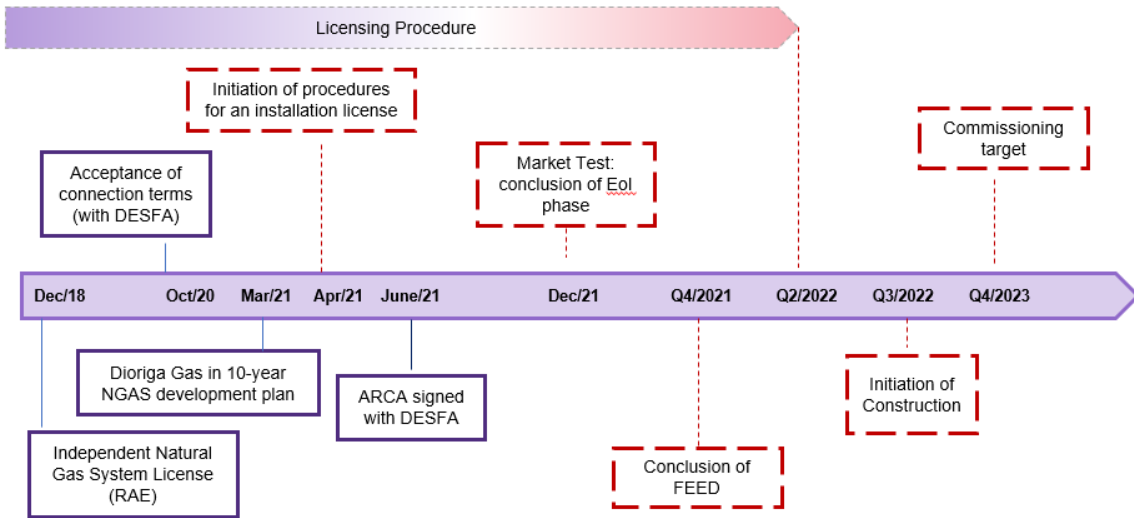 Licensing Procedure
Initiation of procedures
for an installation license
Commissioning
target
Market Test:
conclusion of EoI
phase
Acceptance of
connection terms
(with DESFA)
Dec/18
Oct/20
Mar/21
Apr/21
June/21
Dec/21
Q4/2021
Q2/2022
Q3/2022
Q4/2023
Dioriga Gas in 10-year
NGAS development plan
ARCA signed
with DESFA
Initiation of
Construction
Independent Natural
Gas System License
(RAE)
Conclusion of
FEED